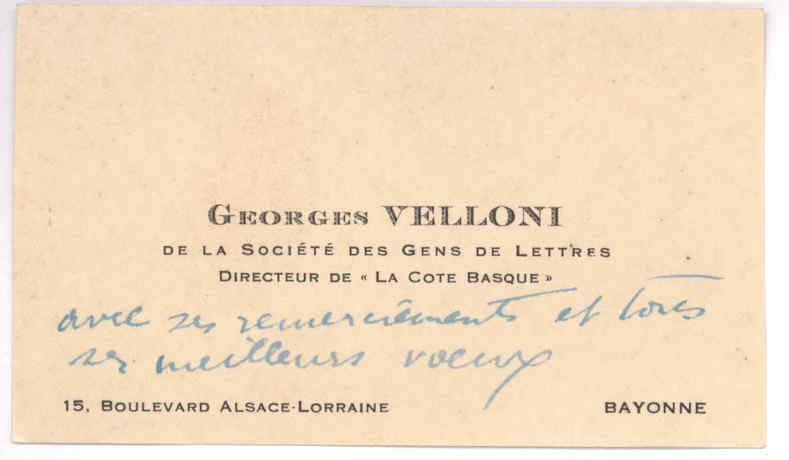 GEORGES VELLONI
DE LA SOCIÉTÉ DES GENS DE LETTRES
DIRECTEUR DE « LA COTE BASQUE »
avec ses remerciements et tous
ses meilleurs voeux
15, BOULEVARD ALSACE-LORRAINE BAYONNE